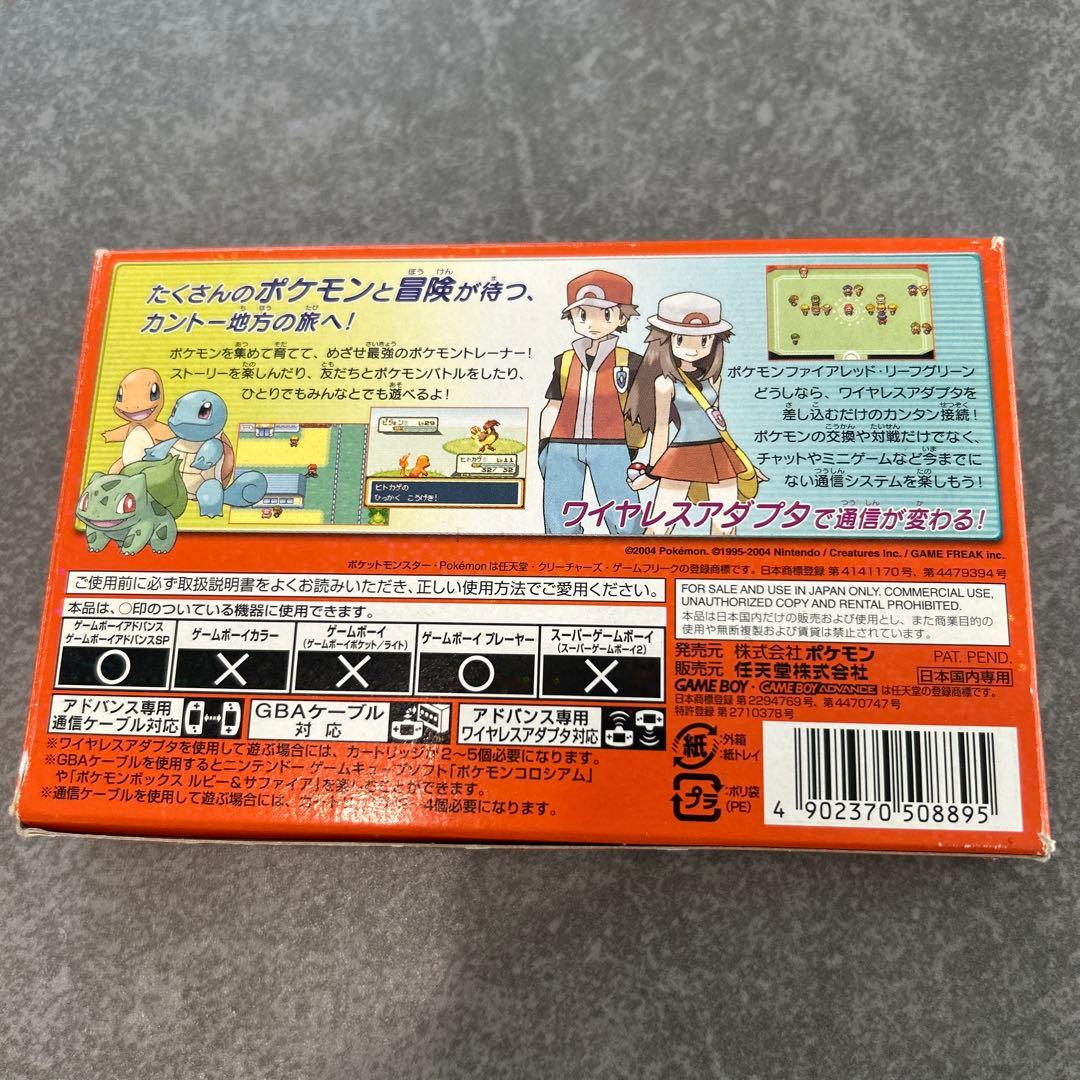 たくさんのポケモンと冒険が待つ、
カントー地方の旅へ!
ポケモンを集めて育てて、めざせ最強のポケモントレーナー!
ストーリーを楽しんだり、友だちとポケモンバトルをしたり、
ひとりでもみんなとでも遊べるよ!
ピジョン Lv29
ヒトカゲ Lv11
32/ 32
ヒトカゲの
ひっかく こうげき!
ポケモンファイアレッド・リーフグリーン
どうしなら、ワイヤレスアダプタを
差し込むだけのカンタン接続!
ポケモンの交換や対戦だけでなく、
チャットやミニゲームなど今までに
ない通信システムを楽しもう!
ワイヤレスアダプタで通信が変わる!
©2004 Pokémon. ©1995-2004 Nintendo / Creatures Inc. / GAME FREAK inc.
ポケットモンスター・Pokémonは任天堂・クリーチャーズ・ゲームフリークの登録商標です。日本商標登録 第4141170号、第4479394号
ご使用前に必ず取扱説明書をよくお読みいただき、正しい使用方法でご愛用ください。
本品は、○印のついている機器に使用できます。
ゲームボーイアドバンス
ゲームボーイアドバンスSP
○
ゲームボーイカラー
×
ゲームボーイ
(ゲームボーイポケット/ライト)
×
ゲームボーイ プレーヤー
○
スーパーゲームボーイ
(スーパーゲームボーイ2)
×
アドバンス専用
通信ケーブル対応
GBAケーブル
対応
アドバンス専用
ワイヤレスアダプタ対応
※ワイヤレスアダプタを使用して遊ぶ場合には、カートリッジが2~5個必要になります。
※GBAケーブルを使用するとニンテンドー ゲームキューブソフト「ポケモンコロシアム」
や「ポケモンボックス ルビー&サファイア」を楽しむことができます。
※通信ケーブルを使用して遊ぶ場合には、カートリッジ 4個必要になります。
FOR SALE AND USE IN JAPAN ONLY. COMMERCIAL USE,
UNAUTHORIZED COPY AND RENTAL PROHIBITED.
本品は日本国内だけの販売および使用とし、また商業目的の
使用や無断複製および賃貸は禁止されています。
発売元 株式会社ポケモン
PAT. PEND.
販売元 任天堂株式会社
日本国内専用
GAME BOY・GAME BOY ADVANCE は任天堂の登録商標です。
日本商標登録 第2294769号、第4470747号
特許登録 第2710378号
紙
:外箱
:紙トレイ
プラ
:ポリ袋
(PE)
4 902370 508895